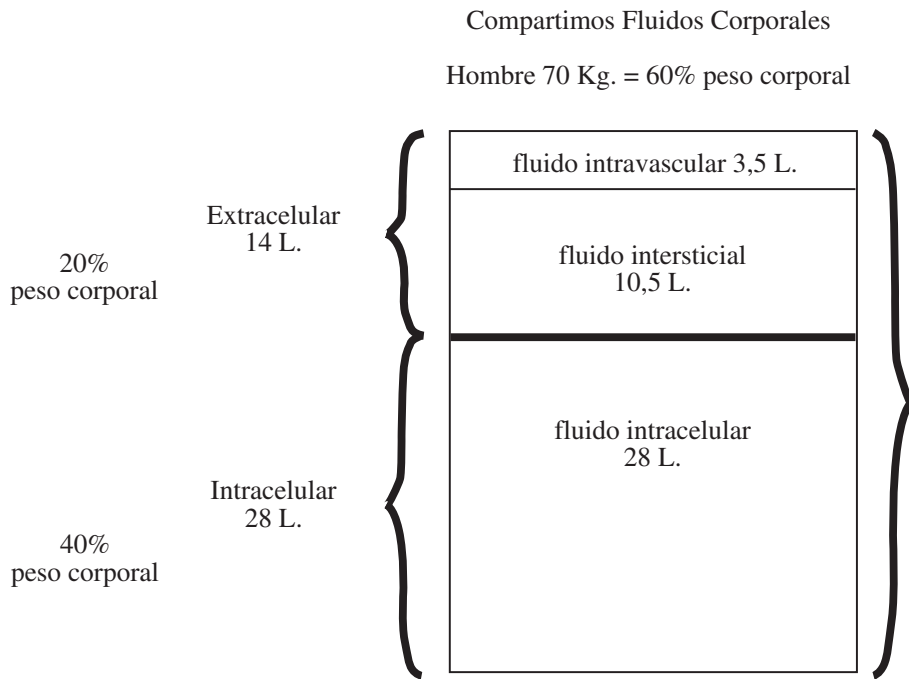 Compartimos Fluidos Corporales
Hombre 70 Kg. = 60% peso corporal
fluido intravascular 3,5 L.
Extracelular
14 L.
20%
peso corporal
fluido intersticial
10,5 L.
fluido intracelular
28 L.
Intracelular
28 L.
40%
peso corporal